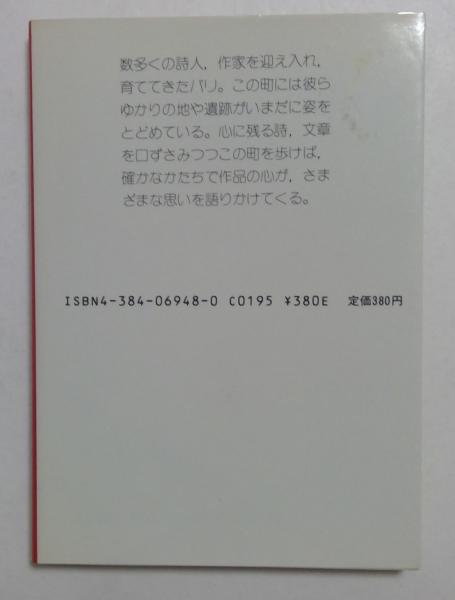 数多くの詩人，作家を迎え入れ，
育ててきたパリ。この町には彼ら
ゆかりの地や遺跡がいまだに姿を
とどめている。心に残る詩，文章
を口ずさみつつこの町を歩けば，
確かなかたちで作品の心が，さま
ざまな思いを語りかけてくる。
ISBN4-384-06948-0 C0195 ¥380E 定価380円